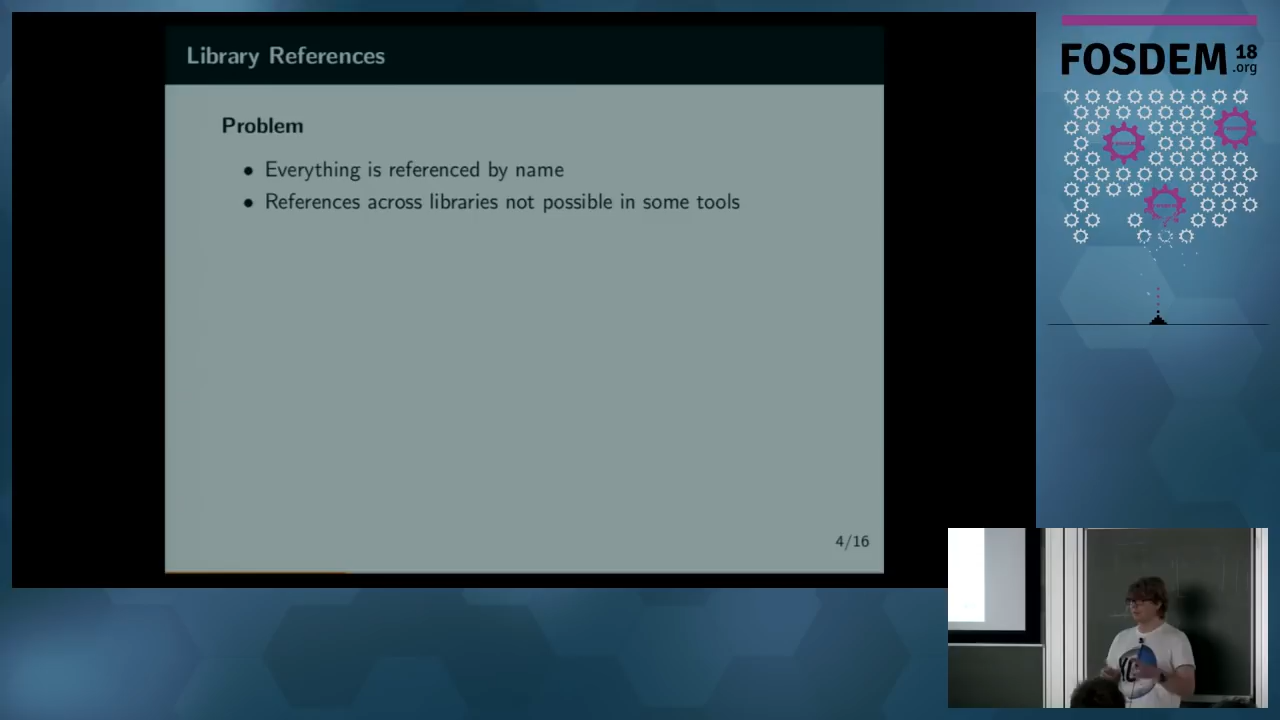 Library References
Problem
• Everything is referenced by name
• References across libraries not possible in some tools
4/16
FOSDEM 18
.org